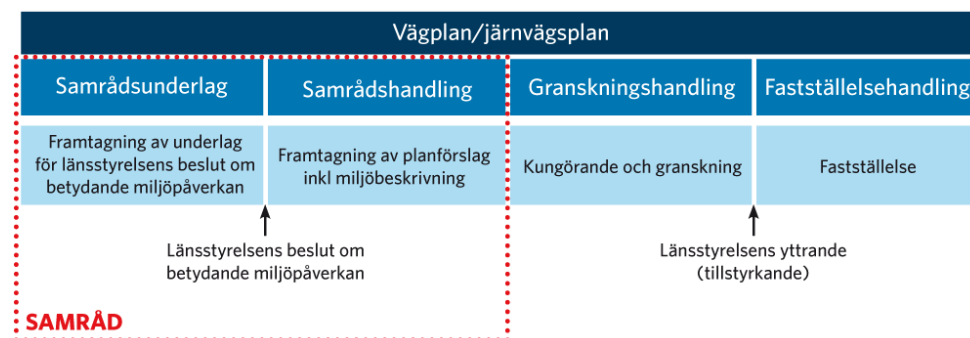 Vägplan/järnvägsplan
Samrådsunderlag
Samrådshandling
Granskningshandling
Fastställelsehandling
Framtagning av underlag
för länsstyrelsens beslut om
betydande miljöpåverkan
Framtagning av planförslag
inkl miljöbeskrivning
Kungörande och granskning
Fastställelse
Länsstyrelsens beslut om
betydande miljöpåverkan
Länsstyrelsens yttrande
(tillstyrkande)
SAMRÅD